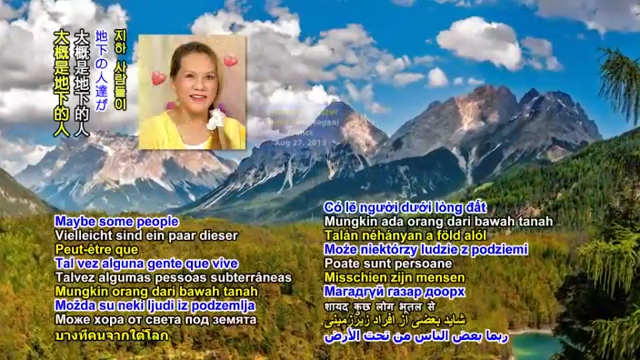 지하 사람들이
地下の人達が
大概是地下的人
大概是地下的人
Aug 27, 2013
Maybe some people
Vielleicht sind ein paar dieser
Peut-être que
Tal vez alguna gente que vive
Talvez algumas pessoas subterrâneas
Mungkin orang dari bawah tanah
Možda su neki ljudi iz podzemlja
Може хора от света под земята
บางทีคนจากใต้โลก
Có lẽ người dưới lòng đất
Mungkin ada orang dari bawah tanah
Talán néhányan a föld alól
Może niektórzy ludzie z podziemi
Poate sunt persoane
Misschien zijn mensen
Магадгүй газар доорх
शायद कुछ लोग भूतल से
شاید بعضی از افراد زیرزمینی
ربما بعض الناس من تحت الأرض